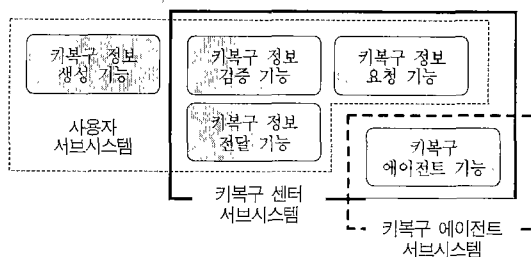 키복구 정보
생성 기능
키복구 정보
검증 기능
키복구 정보
요청 기능
사용자
서브시스템
키복구 정보
전달 기능
키복구
에이전트 기능
키복구 센터
서브시스템
키복구 에이전트
서브시스템